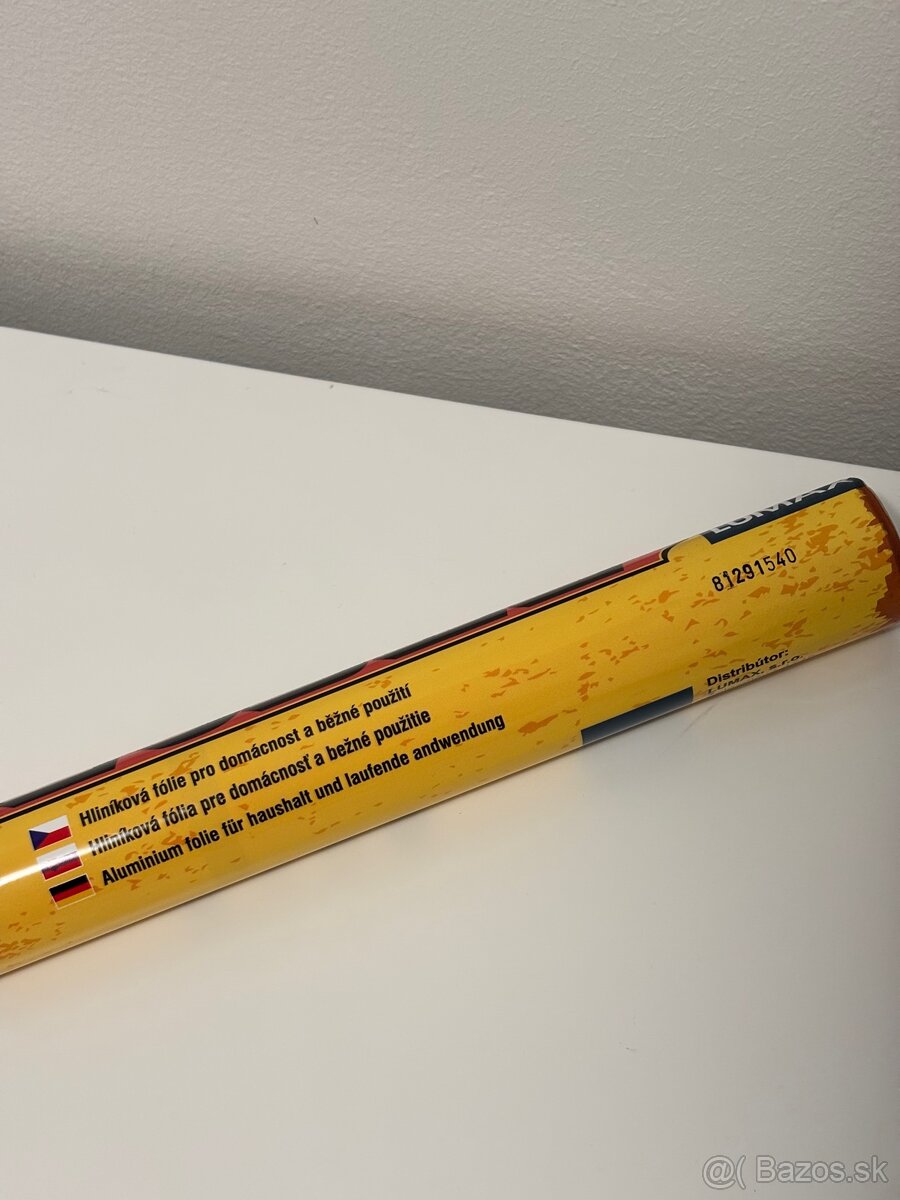 LUMAX
81291540
Distribútor:
LUMAX, s.r.o.
Hliníková fólie pro domácnost a běžné použití
Hliníková fólia pre domácnosť a bežné použitie
Aluminium folie für haushalt und laufende andwendung
@( Bazos.sk